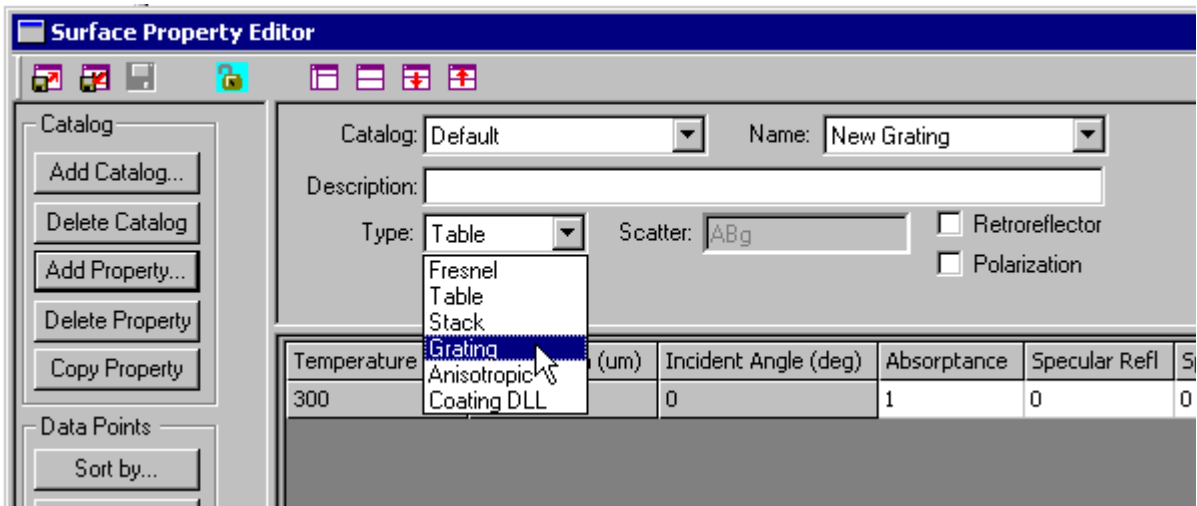 Surface Property Editor
Catalog
Add Catalog...
Delete Catalog
Add Property...
Delete Property
Copy Property
Data Points
Sort by...
Catalog: Default Name: New Grating
Description:
Type: Table Scatter: ABg Retroreflector
Polarization
Fresnel
Table
Stack
Grating
Anisotropic
Coating DLL
Temperature (um) Incident Angle (deg) Absorptance Specular Refl
300 0 1 0 0